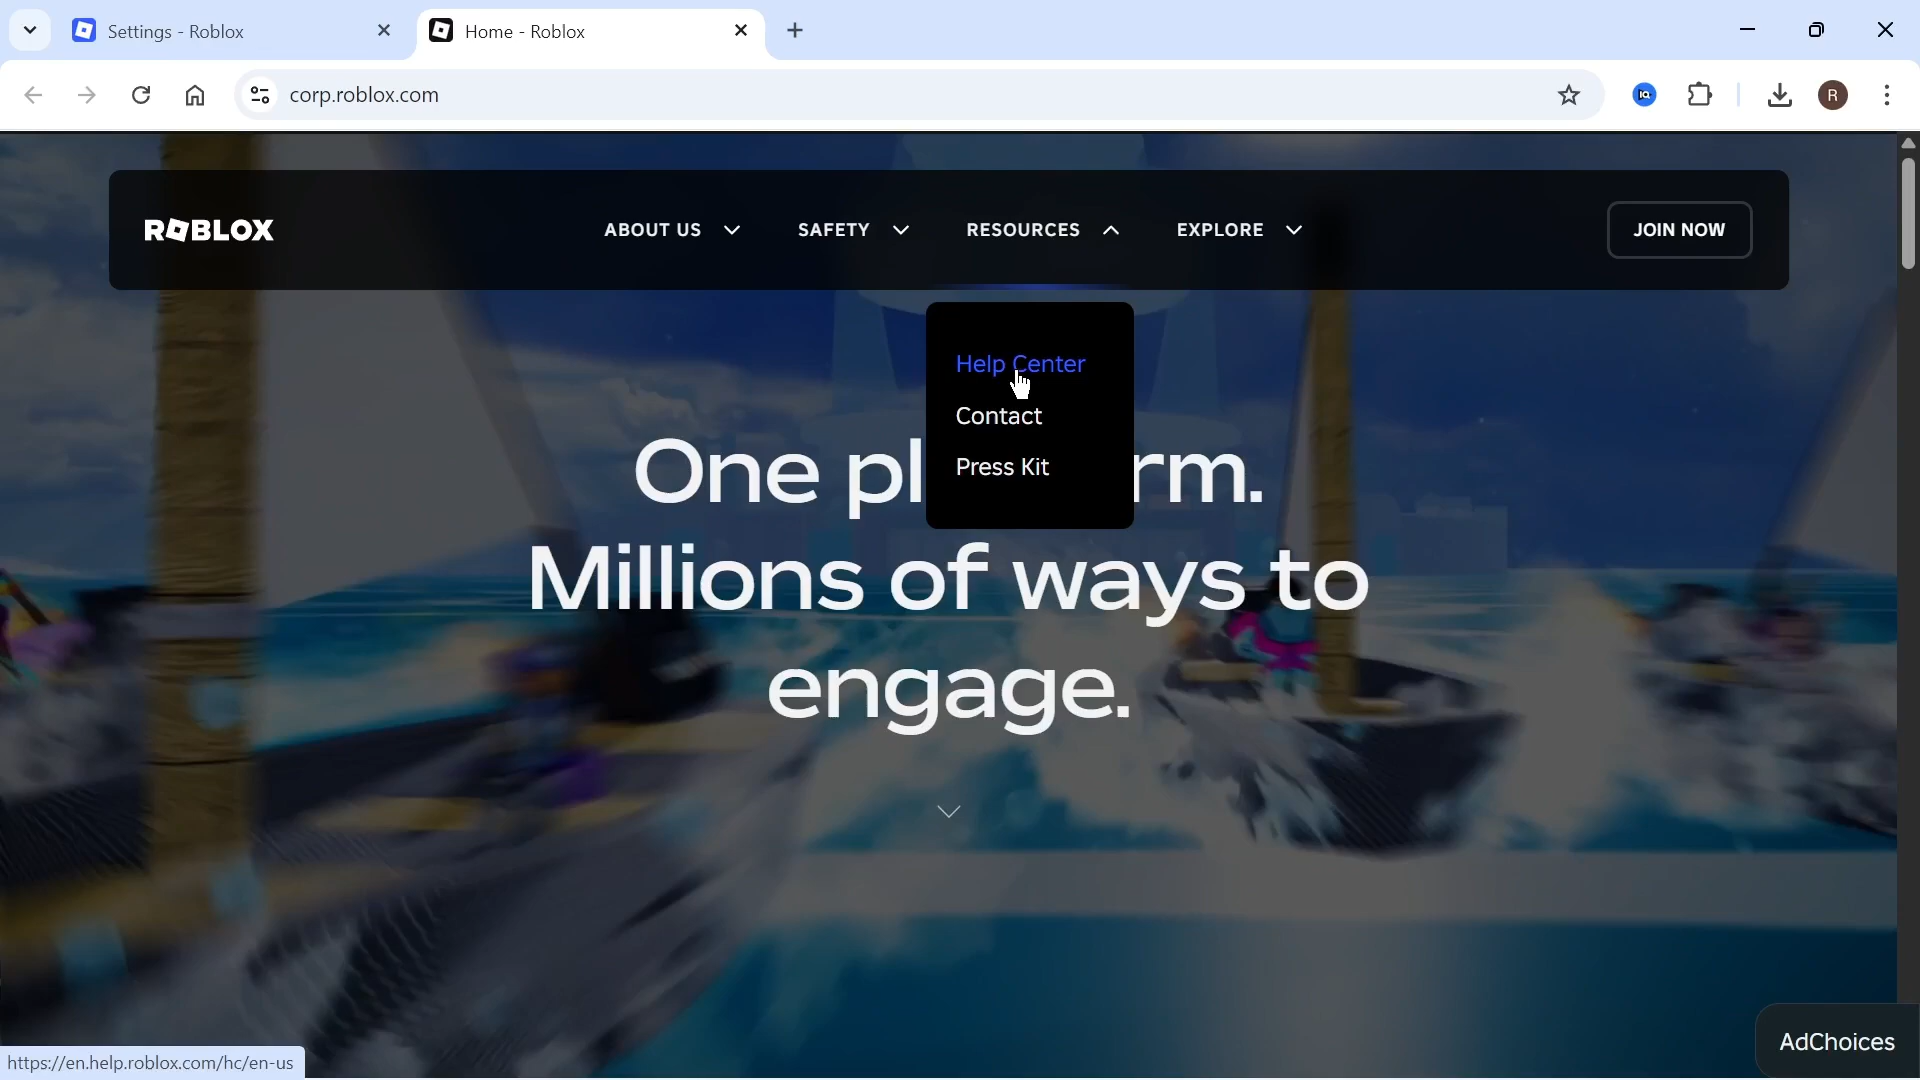 Settings - Roblox
Home - Roblox
corp.roblox.com
R
ROBLOX
ABOUT US
SAFETY
RESOURCES
EXPLORE
JOIN NOW
Help Center
Contact
Press Kit
One pl rm.
Millions of ways to
engage.
AdChoices
https://en.help.roblox.com/hc/en-us